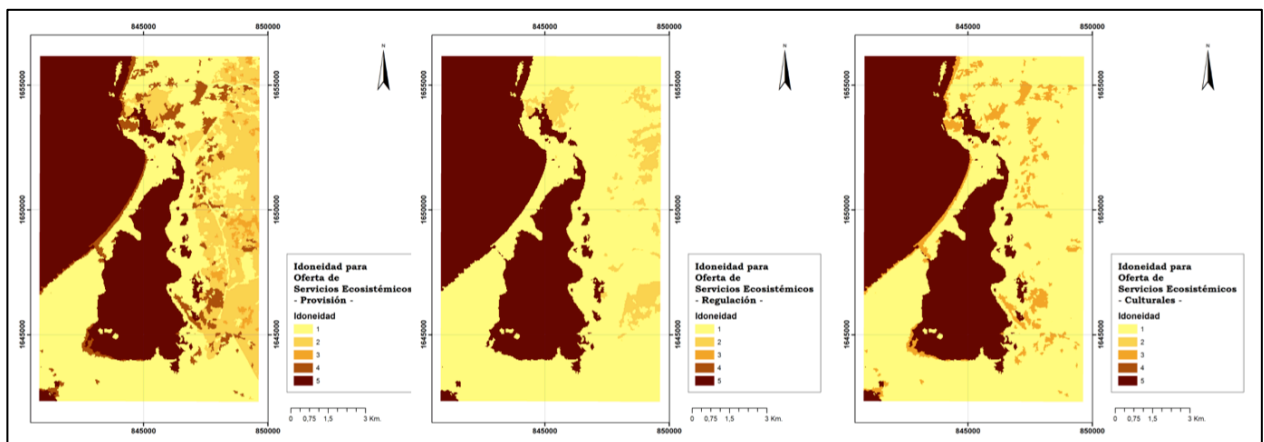 845000
850000
N
1655000
1650000
1645000
Idoneidad para
Oferta de
Servicios Ecosistémicos
- Provisión -
Idoneidad
1
2
3
4
5
0 0,75 1,5 3 Km.
845000
850000
845000
850000
N
1655000
1650000
1645000
Idoneidad para
Oferta de
Servicios Ecosistémicos
- Regulación -
Idoneidad
1
2
3
4
5
0 0,75 1,5 3 Km.
845000
850000
845000
850000
N
1655000
1650000
1645000
Idoneidad para
Oferta de
Servicios Ecosistémicos
- Culturales -
Idoneidad
1
2
3
4
5
0 0,75 1,5 3 Km.
845000
850000